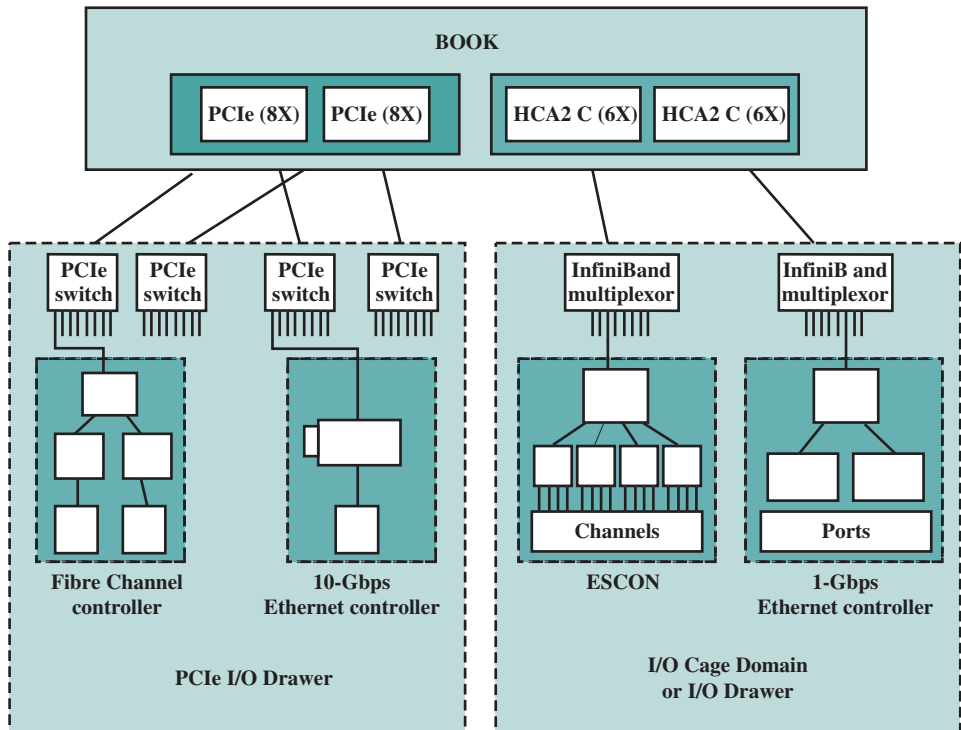 BOOK
PCIe (8X)
PCIe (8X)
HCA2 C (6X)
HCA2 C (6X)
PCIe
switch
PCIe
switch
PCIe
switch
PCIe
switch
InfiniBand
multiplexor
InfiniB and
multiplexor
Channels
Ports
Fibre Channel
controller
10-Gbps
Ethernet controller
ESCON
1-Gbps
Ethernet controller
PCIe I/O Drawer
I/O Cage Domain
or I/O Drawer